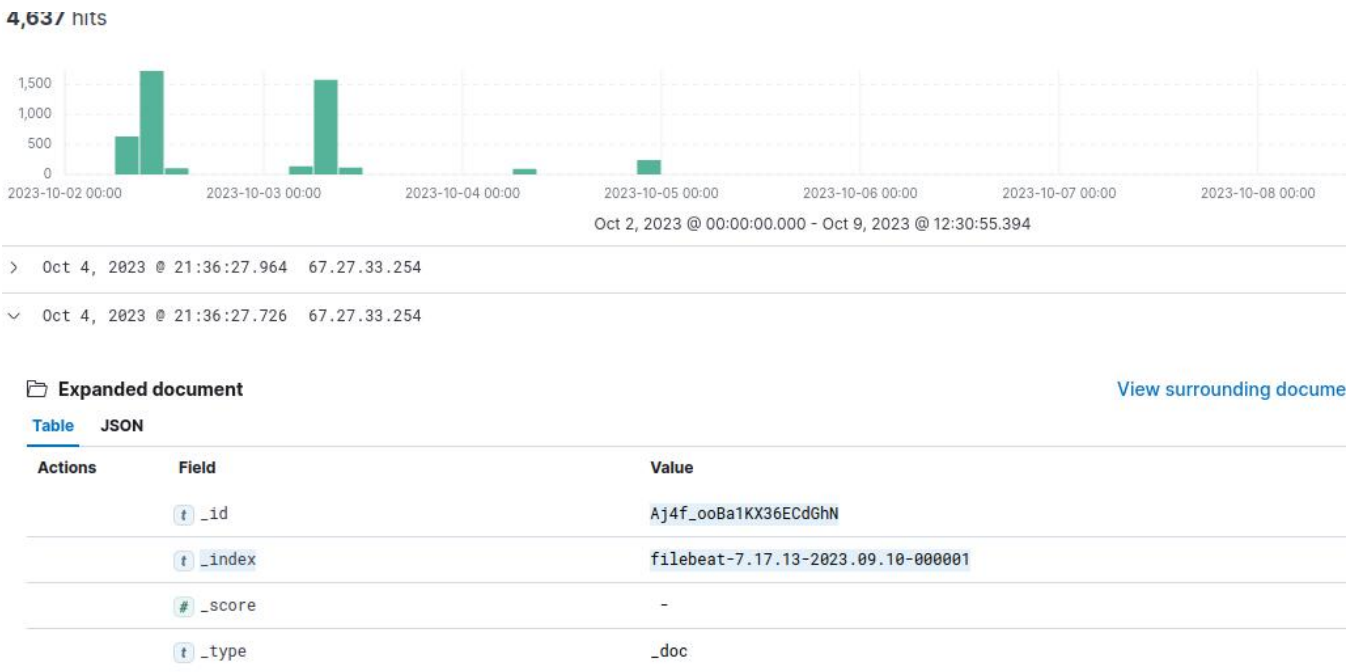 4,637 hits
1,500
1,000
500
0
2023-10-02 00:00 2023-10-03 00:00 2023-10-04 00:00 2023-10-05 00:00 2023-10-06 00:00 2023-10-07 00:00 2023-10-08 00:00
Oct 2, 2023 @ 00:00:00.000 - Oct 9, 2023 @ 12:30:55.394
Oct 4, 2023 @ 21:36:27.964 67.27.33.254
Oct 4, 2023 @ 21:36:27.726 67.27.33.254
Expanded document View surrounding docume
Table JSON
Actions Field Value
t _id Aj4f_ooBa1KX36ECdGhN
t _index filebeat-7.17.13-2023.09.10-000001
# _score -
t _type _doc